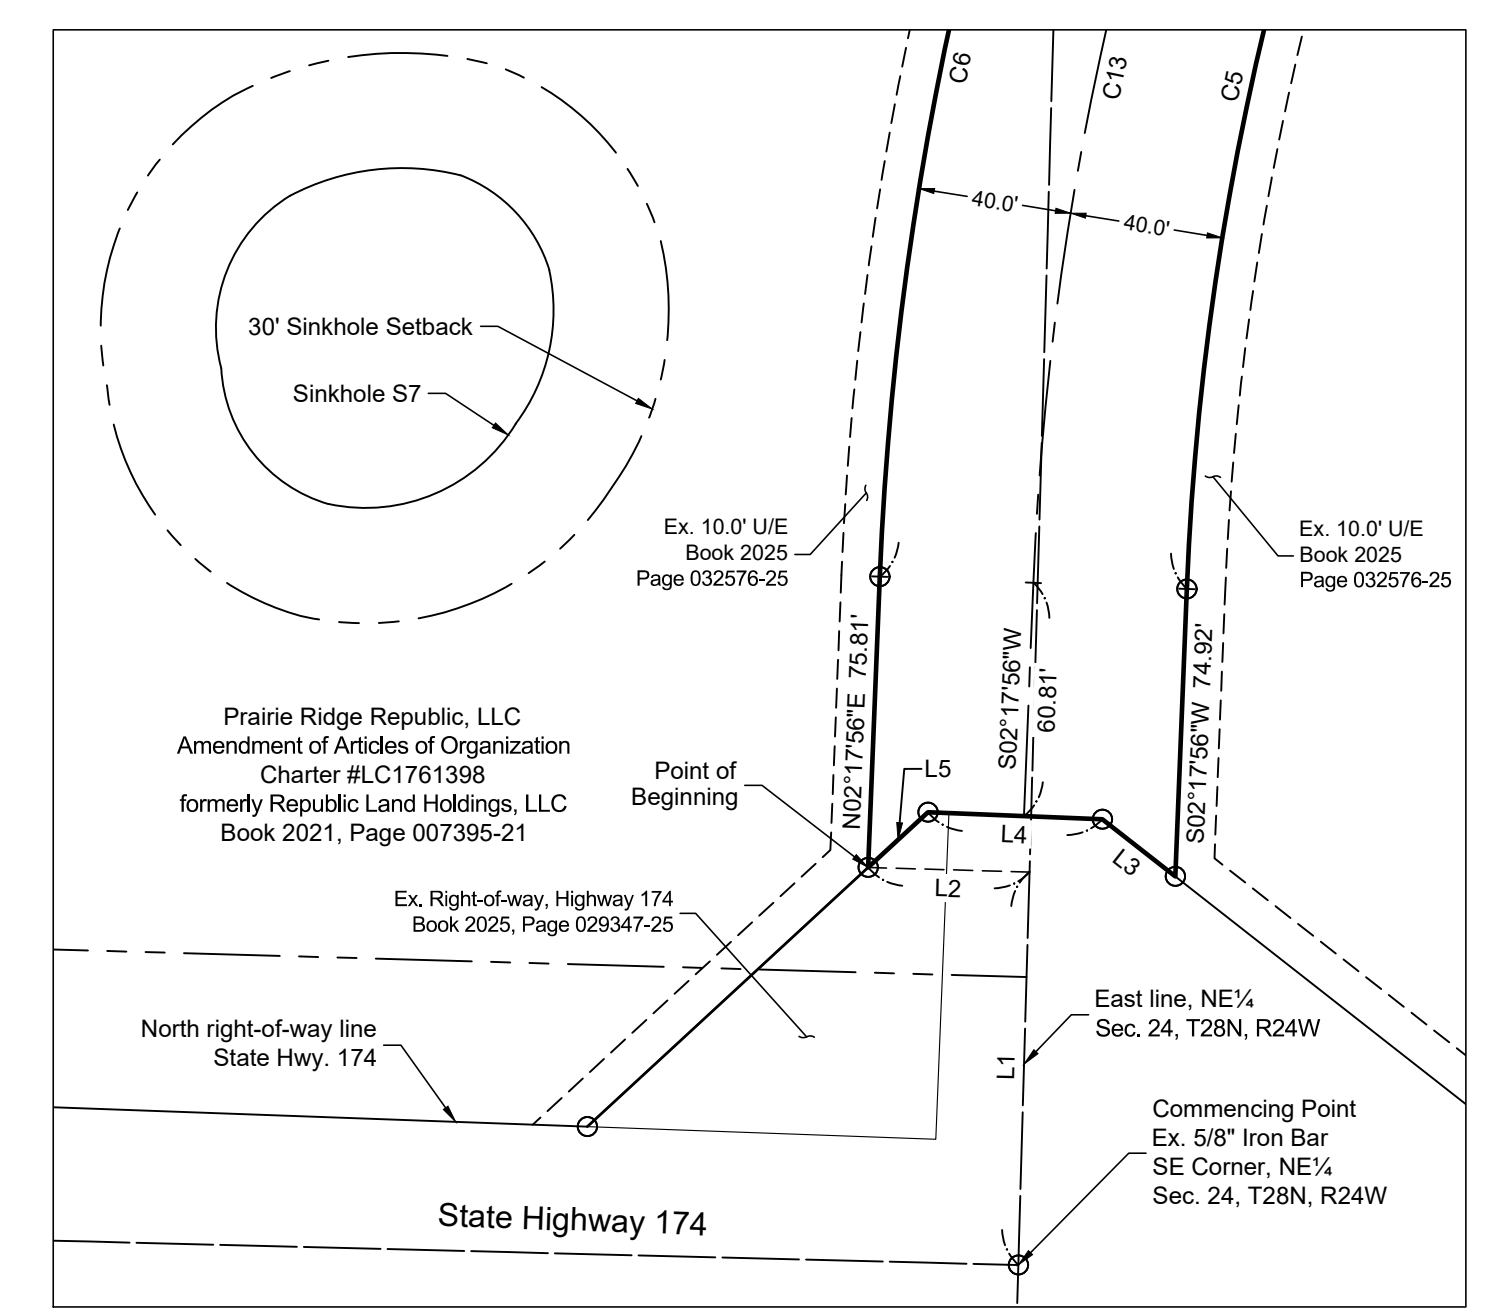 C6
C13
C5
40.0'
40.0'
30' Sinkhole Setback
Sinkhole S7
Ex. 10.0' U/E
Book 2025
Page 032576-25
Ex. 10.0' U/E
Book 2025
Page 032576-25
N02°17'56"E 75.81'
S02°17'56"W
60.81'
S02°17'56"W 74.92'
Prairie Ridge Republic, LLC
Amendment of Articles of Organization
Charter #LC1761398
formerly Republic Land Holdings, LLC
Book 2021, Page 007395-21
Point of
Beginning
L5
L4
L3
L2
Ex. Right-of-way, Highway 174
Book 2025, Page 029347-25
North right-of-way line
State Hwy. 174
L1
East line, NE¼
Sec. 24, T28N, R24W
Commencing Point
Ex. 5/8" Iron Bar
SE Corner, NE¼
Sec. 24, T28N, R24W
State Highway 174